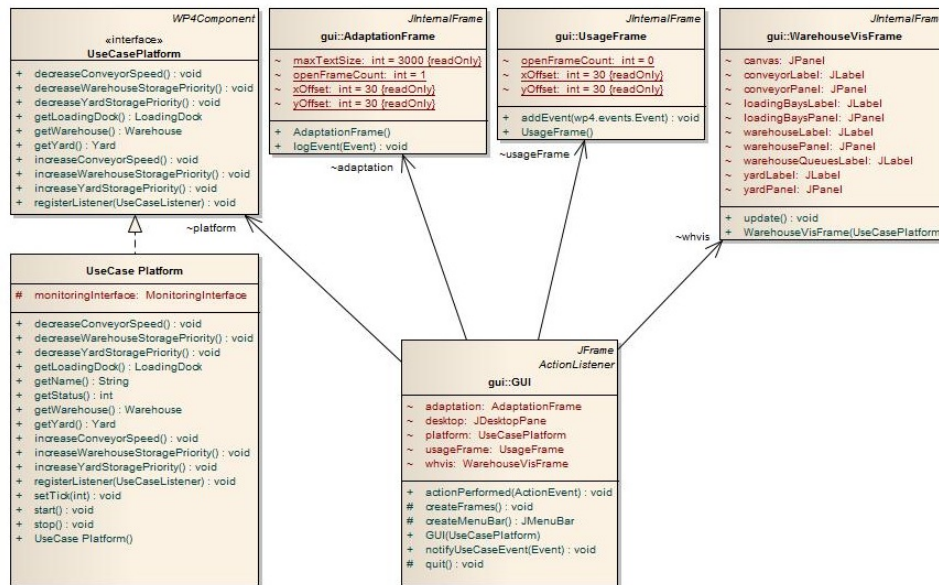 WP4Component
«interface»
UseCasePlatform
+ decreaseConveyorSpeed() : void
+ decreaseWarehouseStoragePriority() : void
+ decreaseYardStoragePriority() : void
+ getLoadingDock() : LoadingDock
+ getWarehouse() : Warehouse
+ getYard() : Yard
+ increaseConveyorSpeed() : void
+ increaseWarehouseStoragePriority() : void
+ increaseYardStoragePriority() : void
+ registerListener(UseCaseListener) : void
JInternalFrame
gui::AdaptationFrame
~ maxTextSize: int = 3000 {readOnly}
~ openFrameCount: int = 1
~ xOffset: int = 30 {readOnly}
~ yOffset: int = 30 {readOnly}
+ AdaptationFrame()
+ logEvent(Event) : void
JInternalFrame
gui::UsageFrame
~ openFrameCount: int = 0
~ xOffset: int = 30 {readOnly}
~ yOffset: int = 30 {readOnly}
+ addEvent(wp4.events.Event) : void
+ UsageFrame()
JInternalFrame
gui::WarehouseVisFrame
~ canvas: JPanel
~ conveyorLabel: JLabel
~ conveyorPanel: JPanel
~ loadingBaysLabel: JLabel
~ loadingBaysPanel: JPanel
~ warehouseLabel: JLabel
~ warehousePanel: JPanel
~ warehouseQueuesLabel: JLabel
~ yardLabel: JLabel
~ yardPanel: JPanel
+ update() : void
+ WarehouseVisFrame(UseCasePlatform
~adaptation
~usageFrame
~platform
~whvis
UseCase Platform
# monitoringInterface: MonitoringInterface
+ decreaseConveyorSpeed() : void
+ decreaseWarehouseStoragePriority() : void
+ decreaseYardStoragePriority() : void
+ getLoadingDock() : LoadingDock
+ getName() : String
+ getStatus() : int
+ getWarehouse() : Warehouse
+ getYard() : Yard
+ increaseConveyorSpeed() : void
+ increaseWarehouseStoragePriority() : void
+ increaseYardStoragePriority() : void
+ registerListener(UseCaseListener) : void
+ setTick(int) : void
+ start() : void
+ stop() : void
+ UseCase Platform()
JFrame
ActionListener
gui::GUI
~ adaptation: AdaptationFrame
~ desktop: JDesktopPane
~ platform: UseCasePlatform
~ usageFrame: UsageFrame
~ whvis: WarehouseVisFrame
+ actionPerformed(ActionEvent) : void
# createFrames() : void
# createMenuBar() : JMenuBar
+ GUI(UseCasePlatform)
+ notifyUseCaseEvent(Event) : void
# quit() : void